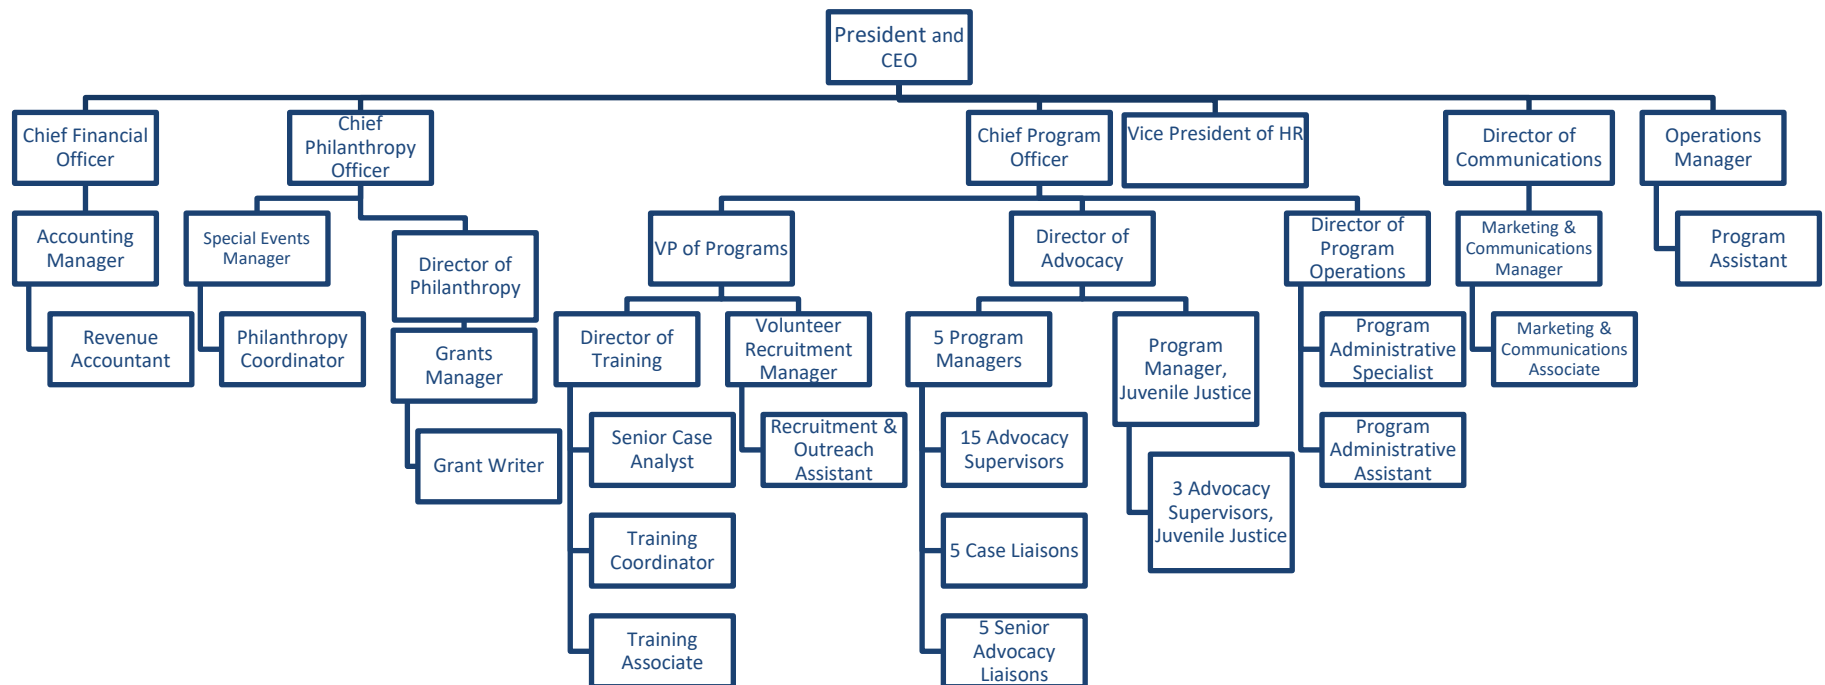 President and
CEO
Chief Financial
Officer
Chief
Philanthropy
Officer
Chief Program
Officer
Vice President of HR
Director of
Communications
Operations
Manager
Accounting
Manager
Special Events
Manager
Director of
Philanthropy
VP of Programs
Director of
Advocacy
Director of
Program
Operations
Marketing &
Communications
Manager
Program
Assistant
Revenue
Accountant
Philanthropy
Coordinator
Grants
Manager
Director of
Training
Volunteer
Recruitment
Manager
5 Program
Managers
Program
Manager,
Juvenile Justice
Program
Administrative
Specialist
Marketing &
Communications
Associate
Grant Writer
Senior Case
Analyst
Recruitment &
Outreach
Assistant
15 Advocacy
Supervisors
3 Advocacy
Supervisors,
Juvenile Justice
Program
Administrative
Assistant
Training
Coordinator
5 Case Liaisons
Training
Associate
5 Senior
Advocacy
Liaisons